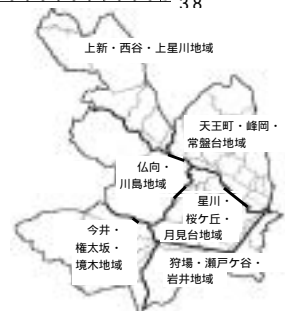 38
上新・西谷・上星川地域
天王町・峰岡・
常盤台地域
仏向・
川島地域
星川・
桜ケ丘・
月見台地域
今井・
権太坂・
境木地域
狩場・瀬戸ケ谷・
岩井地域